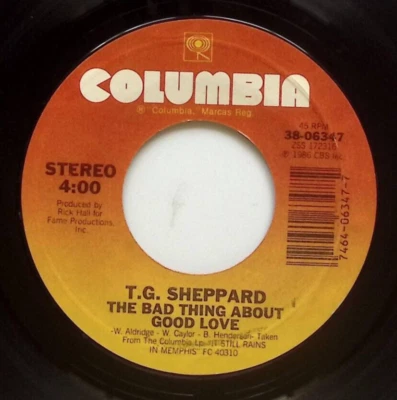 COLUMBIA
® "Columbia, Marcas Reg.
45 RPM
38-06347
ZSS 172318
℗ 1986 CBS Inc.
STEREO
4:00
Produced by
Rick Hall for
Fame Productions,
Inc.
7464-06347-7
T.G. SHEPPARD
THE BAD THING ABOUT
GOOD LOVE
-W. Aldridge- W. Caylor- B. Henderson- Taken
From The Columbia Lp: "IT STILL RAINS
IN MEMPHIS" FC 40310